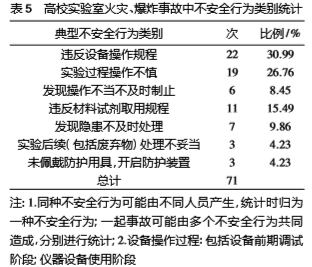 表5 高校实验室火灾、爆炸事故中不安全行为类别统计
典型不安全行为类别 次 比例/%
违反设备操作规程 22 30.99
实验过程操作不慎 19 26.76
发现操作不当不及时制止 6 8.45
违反材料试剂取用规程 11 15.49
发现隐患不及时处理 7 9.86
实验后续(包括废弃物)处理不妥当 3 4.23
未佩戴防护用具,开启防护装置 3 4.23
总计 71
注:1.同种不安全行为可能由不同人员产生,统计时归为
一种不安全行为;一起事故可能由多个不安全行为共同
造成,分别进行统计;2.设备操作过程:包括设备前期调试
阶段;仪器设备使用阶段